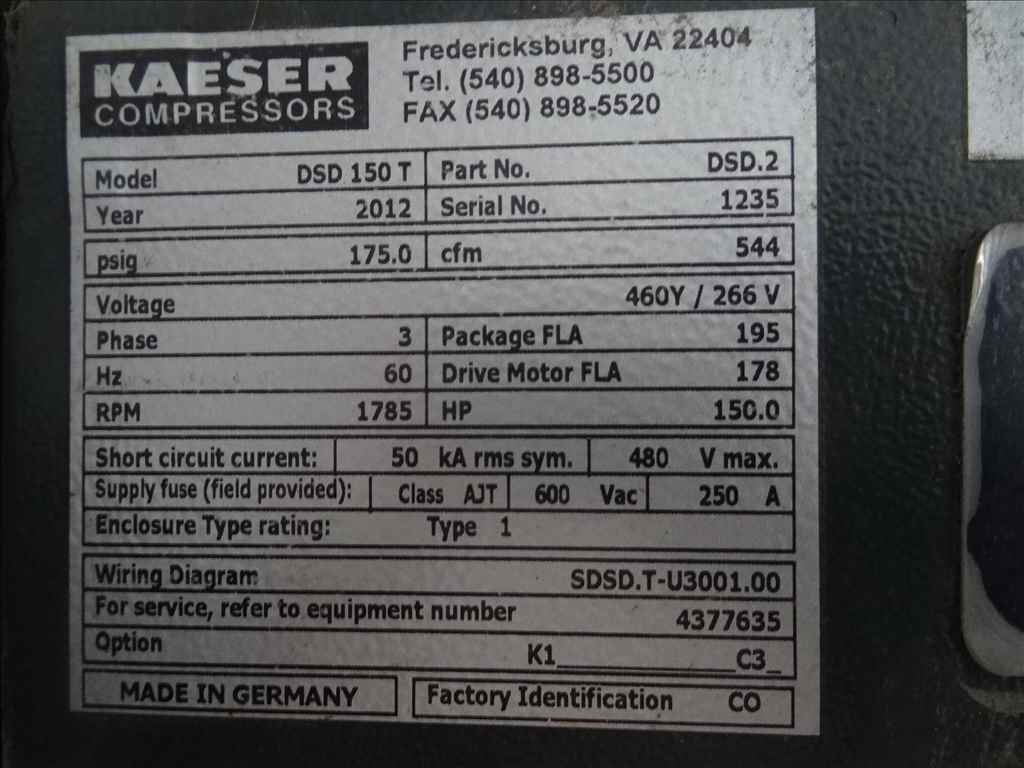 KAESER
COMPRESSORS
Fredericksburg, VA 22404
Tel. (540) 898-5500
FAX (540) 898-5520
Model DSD 150 T Part No. DSD.2
Year 2012 Serial No. 1235
psig 175.0 cfm 544
Voltage 460Y / 266 V
Phase 3 Package FLA 195
Hz 60 Drive Motor FLA 178
RPM 1785 HP 150.0
Short circuit current: 50 kA rms sym. 480 V max.
Supply fuse (field provided): Class AJT 600 Vac 250 A
Enclosure Type rating: Type 1
Wiring Diagram SDSD.T-U3001.00
For service, refer to equipment number 4377635
Option K1______________C3_
MADE IN GERMANY Factory Identification CO